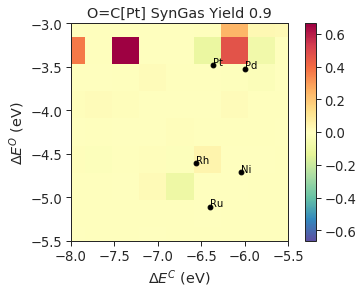 O=C[Pt] SynGas Yield 0.9
−3.0
−3.5
−4.0
−4.5
−5.0
−5.5
ΔE^O (eV)
Pt
Pd
Rh
Ni
Ru
−8.0 −7.5 −7.0 −6.5 −6.0 −5.5
ΔE^C (eV)
0.6
0.4
0.2
0.0
−0.2
−0.4
−0.6